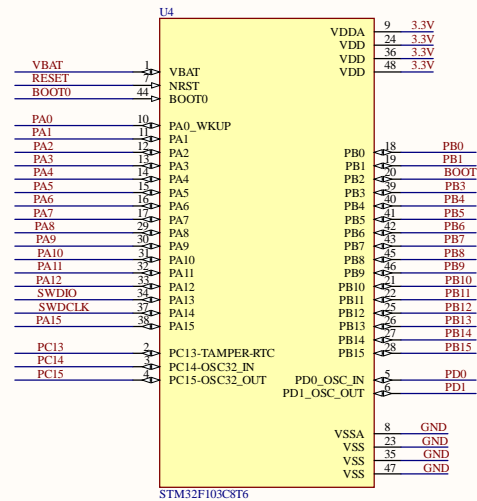 U4
9 3.3V
VDDA
24 3.3V
VDD
36 3.3V
VDD
48 3.3V
VDD
VBAT 1 VBAT
RESET 7 NRST
BOOT0 44 BOOT0
PA0 10 PA0_WKUP
PA1 11 PA1
PA2 12 PA2
PA3 13 PA3
PA4 14 PA4
PA5 15 PA5
PA6 16 PA6
PA7 17 PA7
PA8 29 PA8
PA9 30 PA9
PA10 31 PA10
PA11 32 PA11
PA12 33 PA12
SWDIO 34 PA13
SWDCLK 37 PA14
PA15 38 PA15
PB0 18 PB0
PB1 19 PB1
PB2 20 BOOT
PB3 39 PB3
PB4 40 PB4
PB5 41 PB5
PB6 42 PB6
PB7 43 PB7
PB8 45 PB8
PB9 46 PB9
PB10 21 PB10
PB11 22 PB11
PB12 25 PB12
PB13 26 PB13
PB14 27 PB14
PB15 28 PB15
PC13 2 PC13-TAMPER-RTC
PC14 3 PC14-OSC32_IN
PC15 4 PC15-OSC32_OUT
PD0_OSC_IN 5 PD0
PD1_OSC_OUT 6 PD1
VSSA 8 GND
VSS 23 GND
VSS 35 GND
VSS 47 GND
STM32F103C8T6